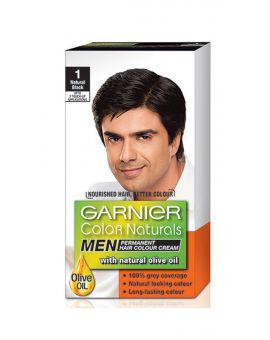 1
Natural
Black
NOURISHED HAIR, BETTER COLOUR
GARNIER
Color Naturals
MEN PERMANENT
HAIR COLOUR CREAM
with natural olive oil
Olive
OIL
• 100% grey coverage
• Natural looking colour
• Long-lasting colour